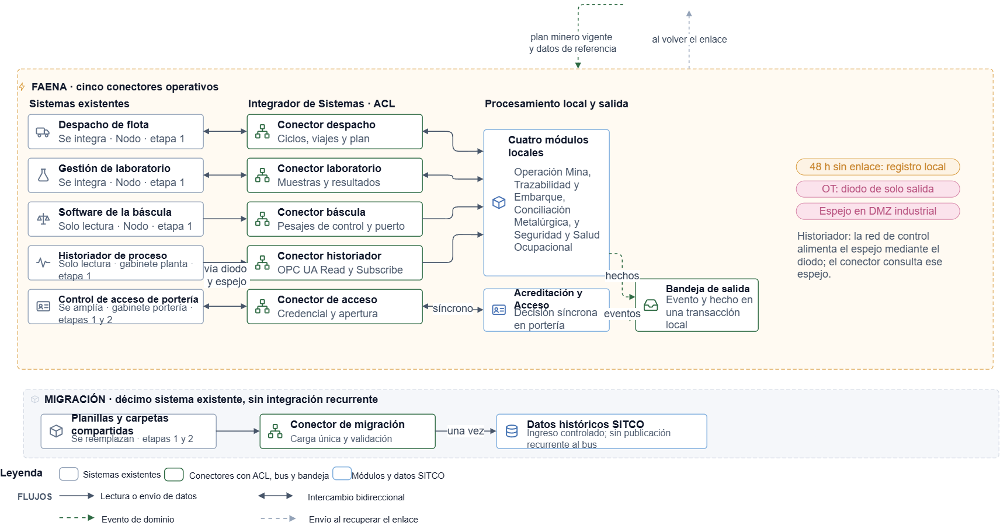 plan minero vigente
y datos de referencia
al volver el enlace
FAENA · cinco conectores operativos
Sistemas existentes
Integrador de Sistemas · ACL
Procesamiento local y salida
Despacho de flota
Se integra · Nodo · etapa 1
Conector despacho
Ciclos, viajes y plan
Gestión de laboratorio
Se integra · Nodo · etapa 1
Conector laboratorio
Muestras y resultados
Software de la báscula
Solo lectura · Nodo · etapa 1
Conector báscula
Pesajes de control y puerto
Historiador de proceso
Solo lectura · gabinete planta ·
etapa 1
vía diodo
y espejo
Conector historiador
OPC UA Read y Subscribe
Control de acceso de portería
Se amplía · gabinete portería ·
etapas 1 y 2
Conector de acceso
Credencial y apertura
síncrono
Cuatro módulos
locales
Operación Mina,
Trazabilidad y
Embarque,
Conciliación
Metalúrgica, y
Seguridad y Salud
Ocupacional
Acreditación y
Acceso
Decisión síncrona
en portería
hechos
eventos
Bandeja de salida
Evento y hecho en
una transacción
local
48 h sin enlace: registro local
OT: diodo de solo salida
Espejo en DMZ industrial
Historiador: la red de control
alimenta el espejo mediante el
diodo; el conector consulta ese
espejo.
MIGRACIÓN · décimo sistema existente, sin integración recurrente
Planillas y carpetas
compartidas
Se reemplazan · etapas 1 y 2
Conector de migración
Carga única y validación
una vez
Datos históricos SITCO
Ingreso controlado; sin publicación
recurrente al bus
Leyenda
Sistemas existentes
Conectores con ACL, bus y bandeja
Módulos y datos SITCO
FLUJOS
Lectura o envío de datos
Intercambio bidireccional
Evento de dominio
Envío al recuperar el enlace